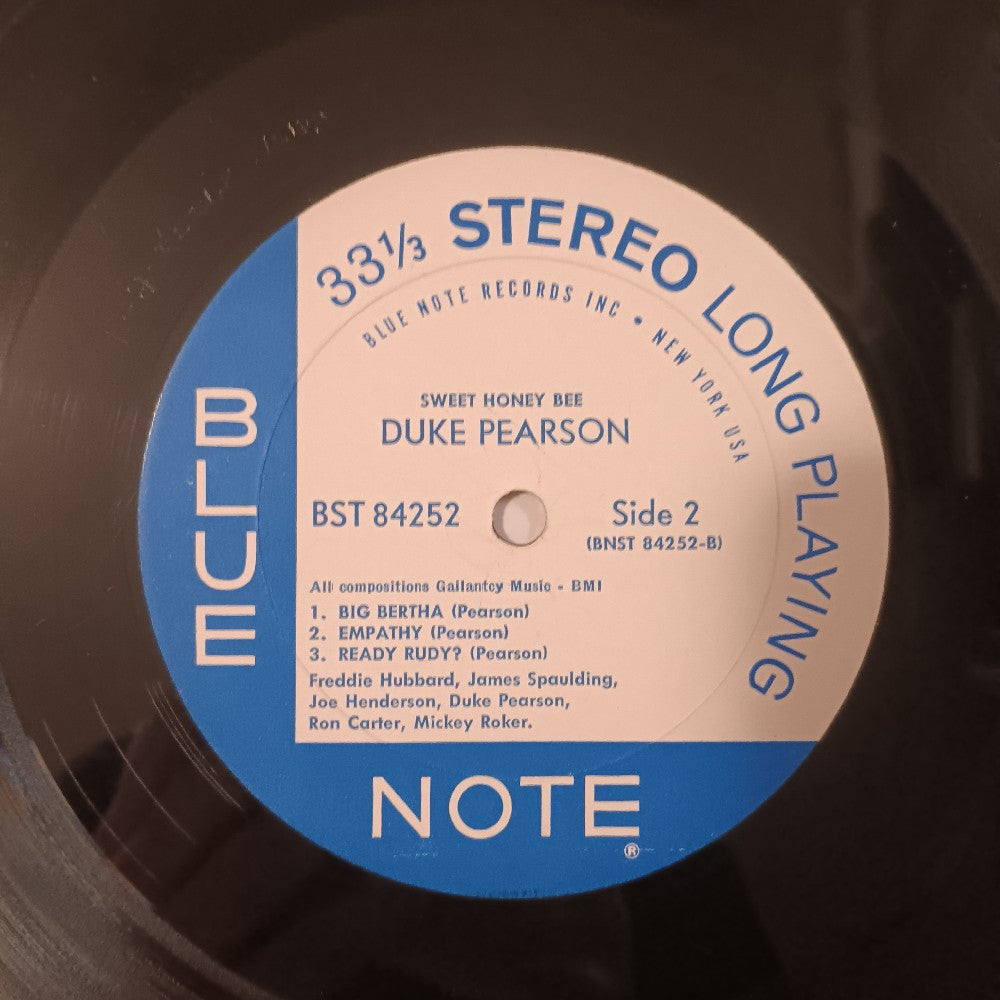 33⅓ STEREO LONG PLAYING
BLUE NOTE RECORDS INC • NEW YORK USA
SWEET HONEY BEE
DUKE PEARSON
BST 84252
Side 2
(BNST 84252-B)
All compositions Gallantcy Music - BMI
1. BIG BERTHA (Pearson)
2. EMPATHY (Pearson)
3. READY RUDY? (Pearson)
Freddie Hubbard, James Spaulding,
Joe Henderson, Duke Pearson,
Ron Carter, Mickey Roker.
BLUE
NOTE
®